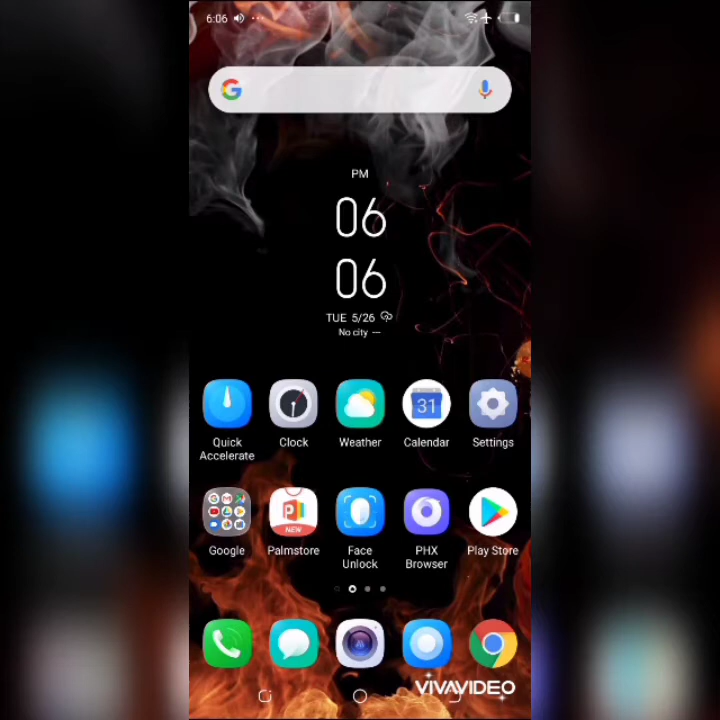 6:06
PM
06
06
TUE 5/26
No city --
31
Quick Accelerate
Clock
Weather
Calendar
Settings
NEW
Google
Palmstore
Face Unlock
PHX Browser
Play Store
VIVAVIDEO